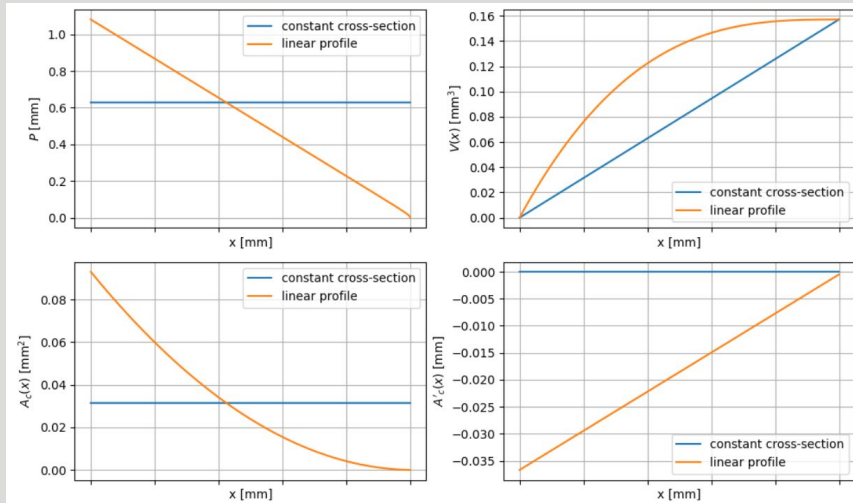 P [mm]
1.0
0.8
0.6
0.4
0.2
0.0
constant cross-section
linear profile
x [mm]
V(x) [mm³]
0.16
0.14
0.12
0.10
0.08
0.06
0.04
0.02
0.00
constant cross-section
linear profile
x [mm]
A_c(x) [mm²]
0.08
0.06
0.04
0.02
0.00
constant cross-section
linear profile
x [mm]
A'_c(x) [mm]
0.000
−0.005
−0.010
−0.015
−0.020
−0.025
−0.030
−0.035
constant cross-section
linear profile
x [mm]